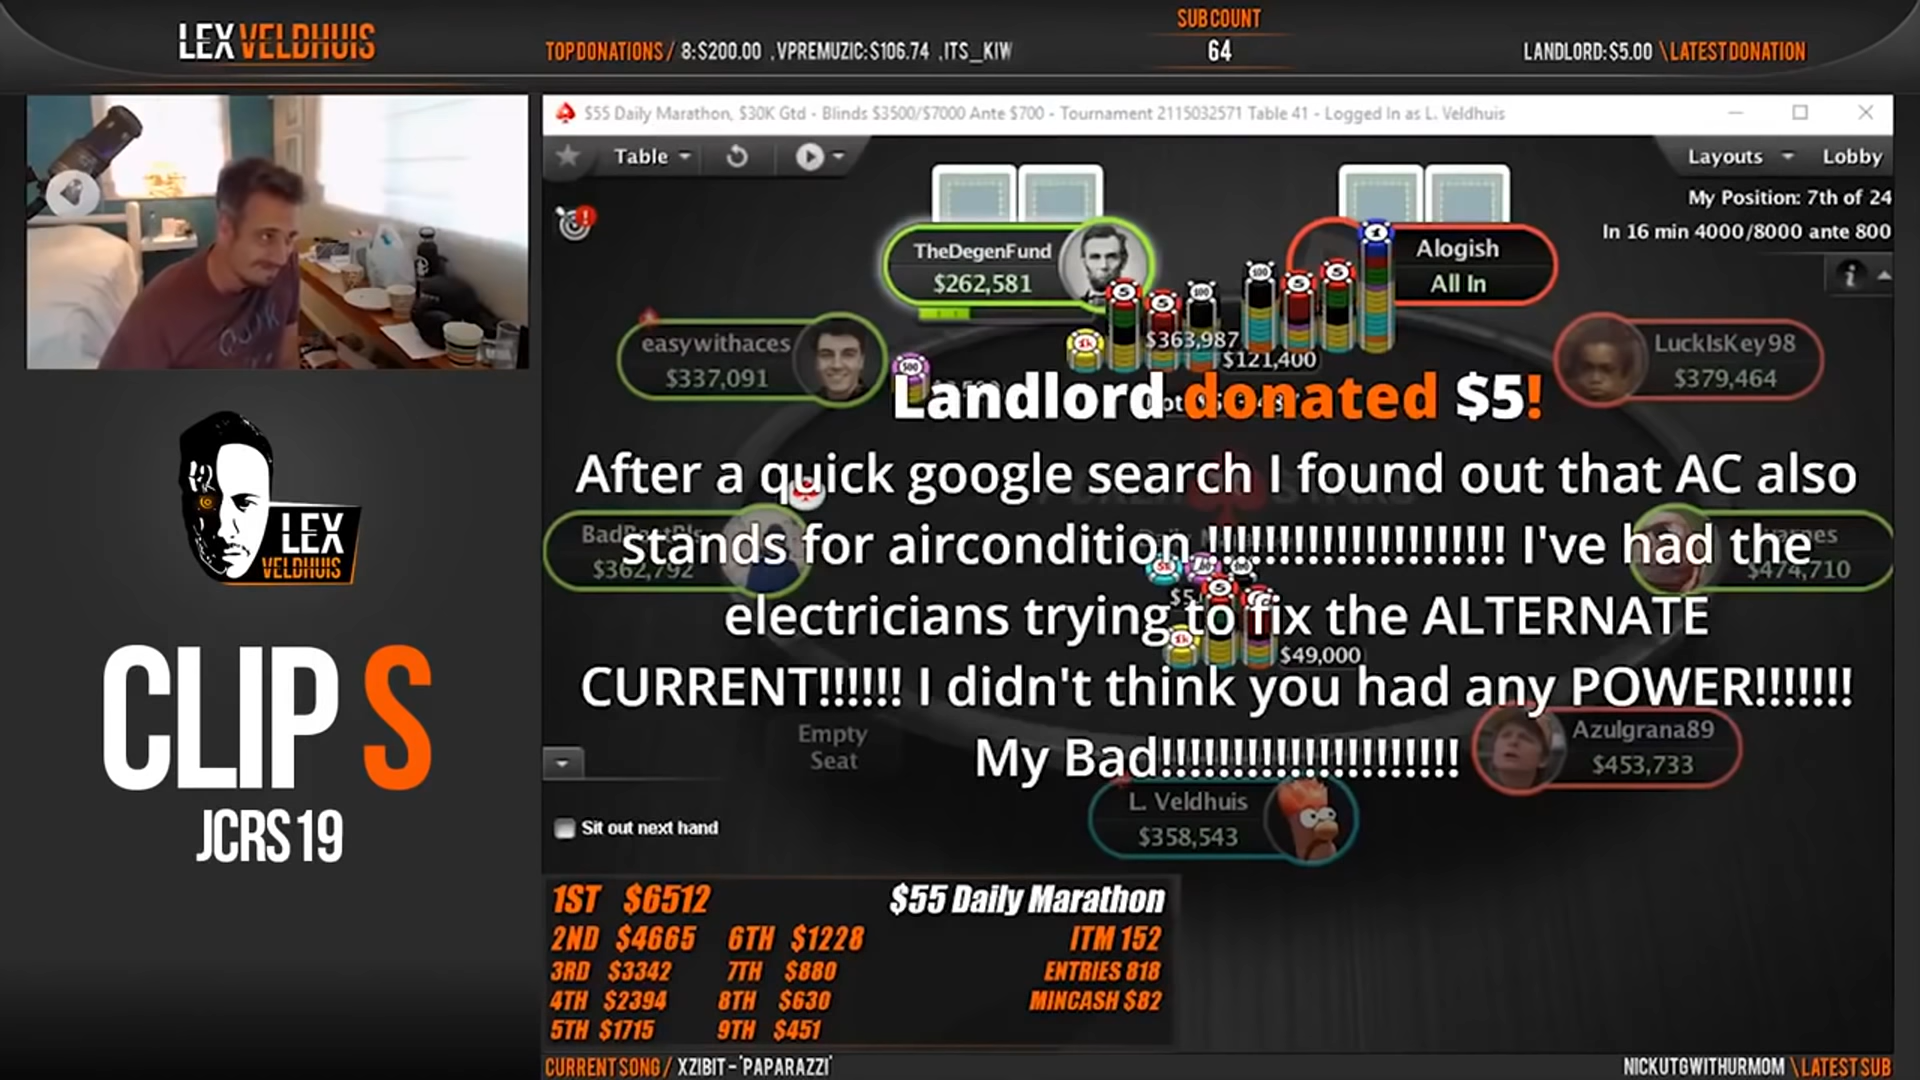 LEX VELDHUIS
TOP DONATIONS / 8: $200.00 , VPREMUZIC: $106.74 , ITS_KIW
SUB COUNT
64
LANDLORD: $5.00 \ LATEST DONATION
$55 Daily Marathon, $30K Gtd - Blinds $3500/$7000 Ante $700 - Tournament 2115032571 Table 41 - Logged In as L. Veldhuis
Table
Layouts
Lobby
My Position: 7th of 24
In 16 min 4000/8000 ante 800
TheDegenFund
$262,581
Alogish
All In
easywithaces
$337,091
LuckIsKey98
$379,464
$363,987
$121,400
Landlord donated $5!
After a quick google search I found out that AC also
stands for aircondition.!!!!!!!!!!!!!!!!!!!!! I've had the
electricians trying to fix the ALTERNATE
CURRENT!!!!!! I didn't think you had any POWER!!!!!!!
My Bad!!!!!!!!!!!!!!!!!!!!!
$362,792
$474,710
$49,000
Azulgrana89
$453,733
Empty
Seat
L. Veldhuis
$358,543
Sit out next hand
LEX
VELDHUIS
CLIPS
JCRS19
1ST $6512
$55 Daily Marathon
2ND $4665 6TH $1228
ITM 152
3RD $3342 7TH $880
ENTRIES 818
4TH $2394 8TH $630
MINCASH $82
5TH $1715 9TH $451
CURRENT SONG / XZIBIT - 'PAPARAZZI'
NICKUTGWITHURMOM \ LATEST SUB